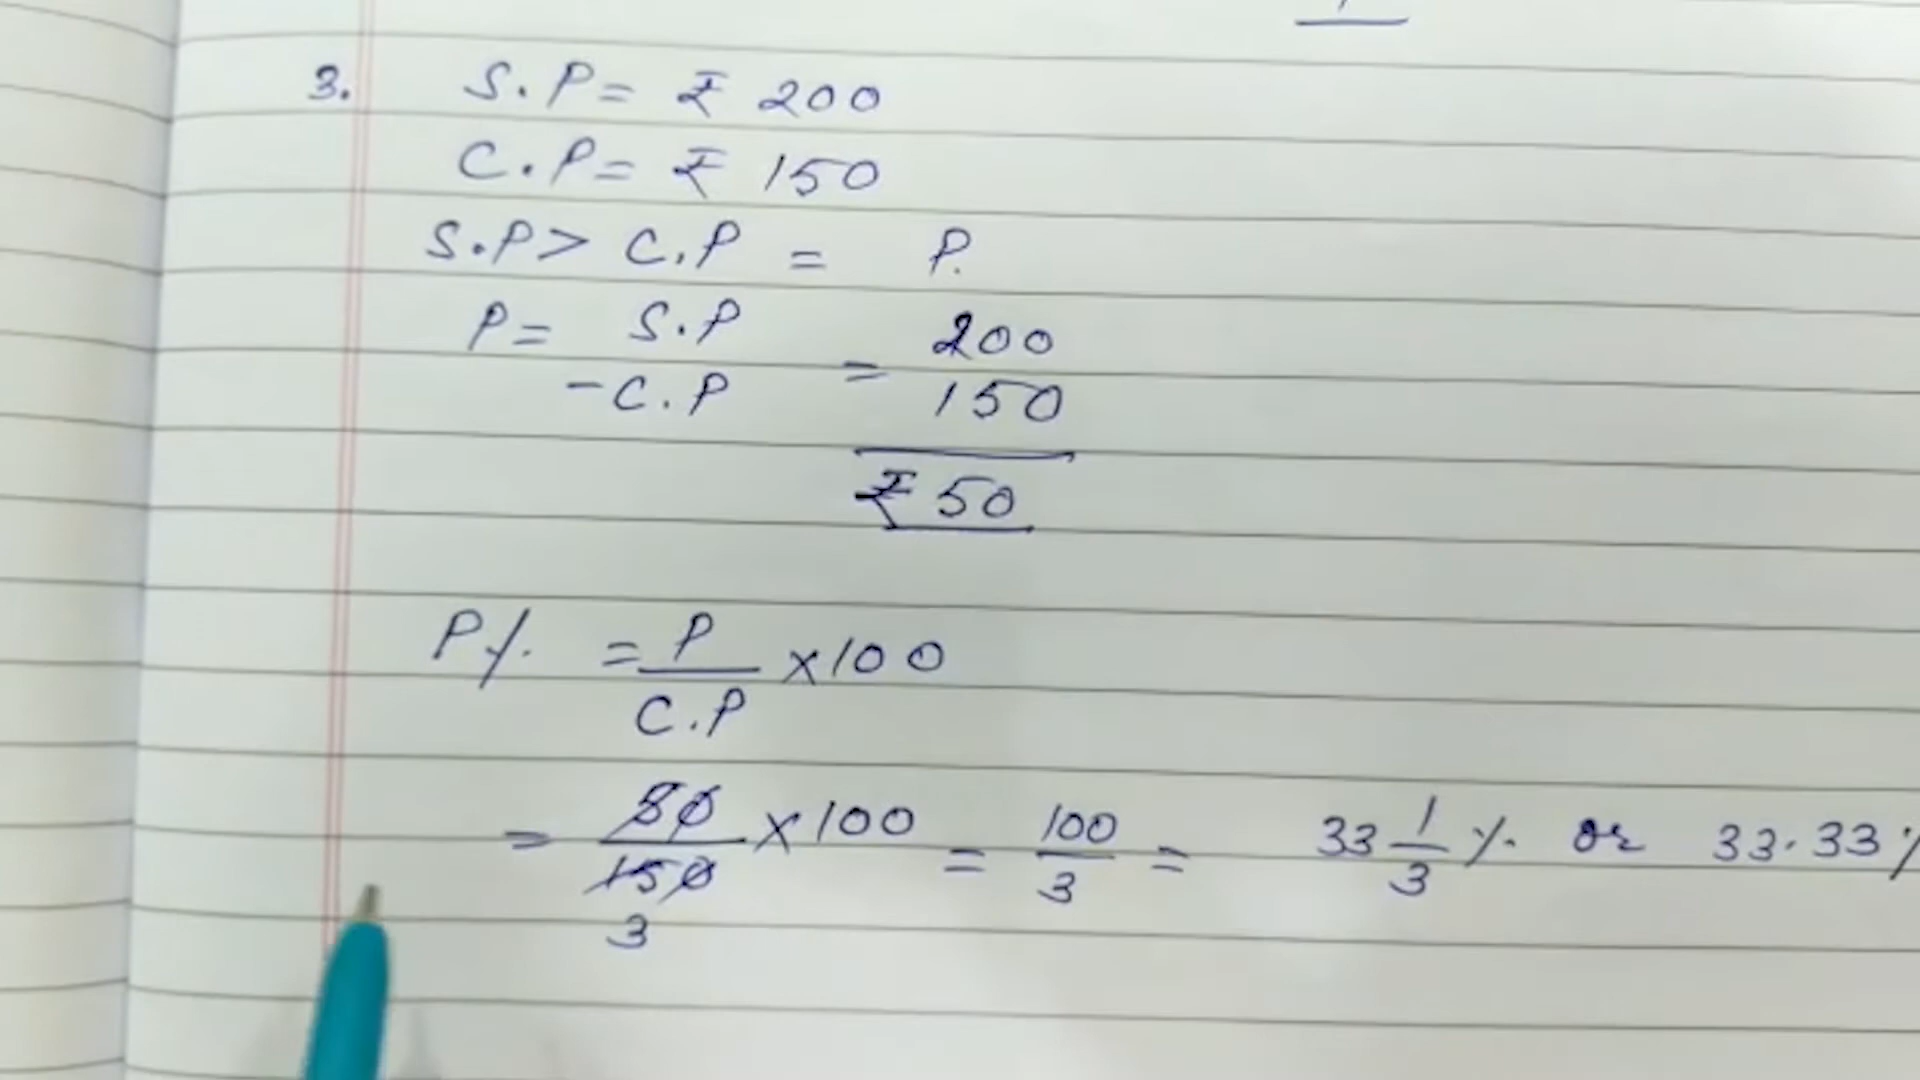 3. S.P = ₹ 200
C.P = ₹ 150
S.P > C.P = P.
P = S.P = 200
- C.P 150
₹ 50
P% = P/C.P × 100
= 50/150 × 100 = 100/3 = 33 1/3 % or 33.33 %
3